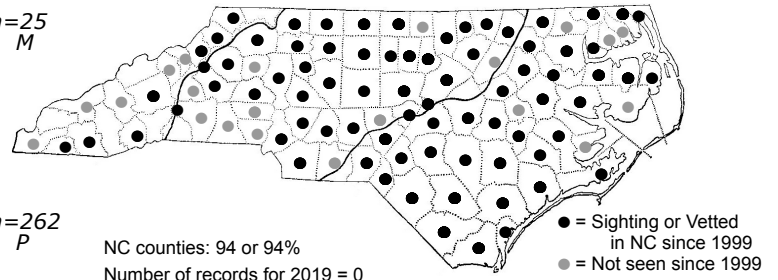 =25
M
=262
P
NC counties: 94 or 94%
Number of records for 2019 = 0
● = Sighting or Vetted
in NC since 1999
● = Not seen since 1999